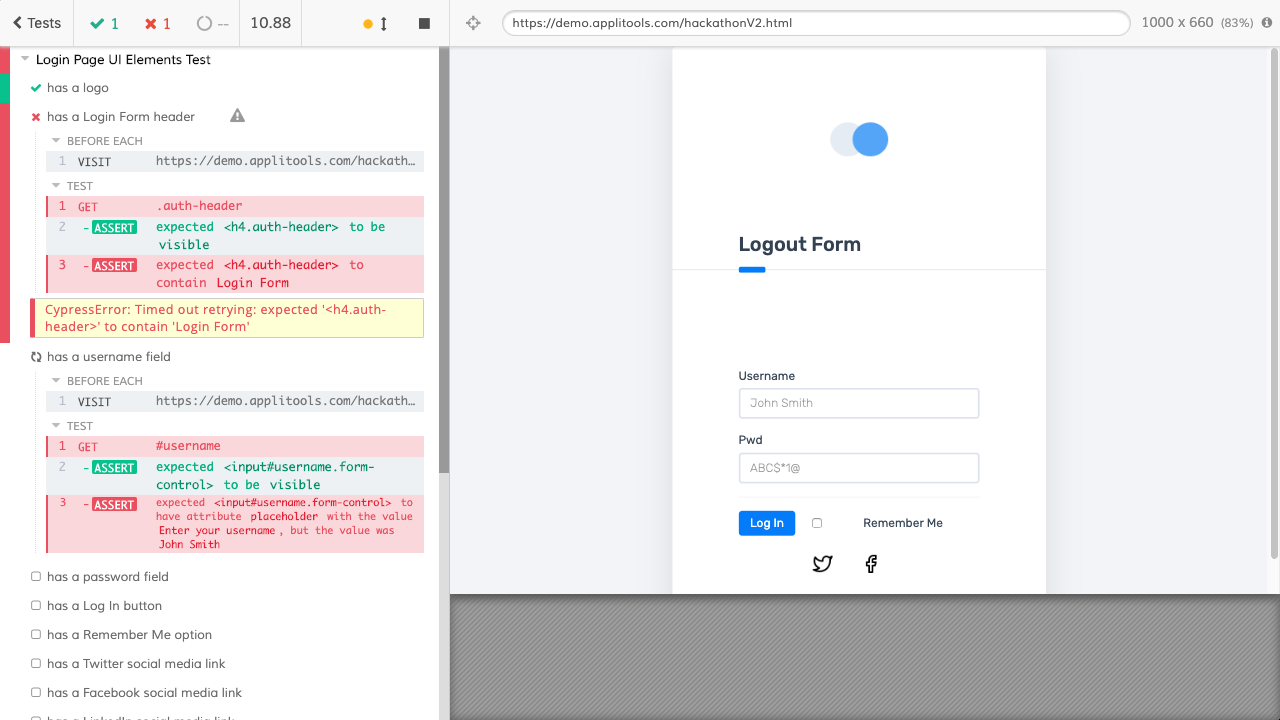 Tests
1
1
--
10.88
https://demo.applitools.com/hackathonV2.html
1000 x 660 (83%)
Login Page UI Elements Test
has a logo
has a Login Form header
BEFORE EACH
1 VISIT https://demo.applitools.com/hackath...
TEST
1 GET .auth-header
2 -ASSERT expected <h4.auth-header> to be
visible
3 -ASSERT expected <h4.auth-header> to
contain Login Form
CypressError: Timed out retrying: expected '<h4.auth-
header>' to contain 'Login Form'
has a username field
BEFORE EACH
1 VISIT https://demo.applitools.com/hackath...
TEST
1 GET #username
2 -ASSERT expected <input#username.form-
control> to be visible
3 -ASSERT expected <input#username.form-control> to
have attribute placeholder with the value
Enter your username, but the value was
John Smith
has a password field
has a Log In button
has a Remember Me option
has a Twitter social media link
has a Facebook social media link
has a LinkedIn social media link
Logout Form
Username
John Smith
Pwd
ABC$*1@
Log In
Remember Me